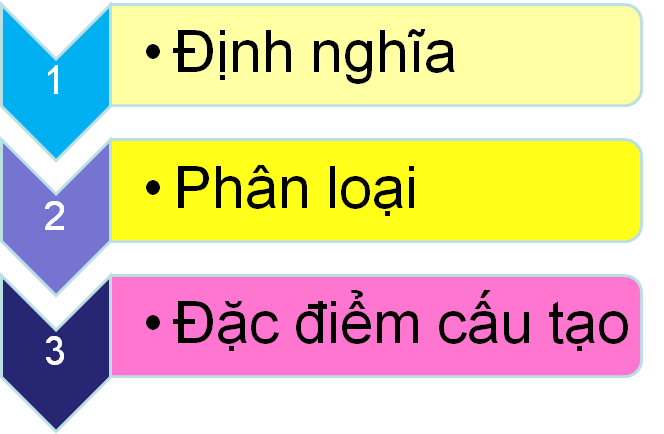 1
• Định nghĩa
2
• Phân loại
3
• Đặc điểm cấu tạo